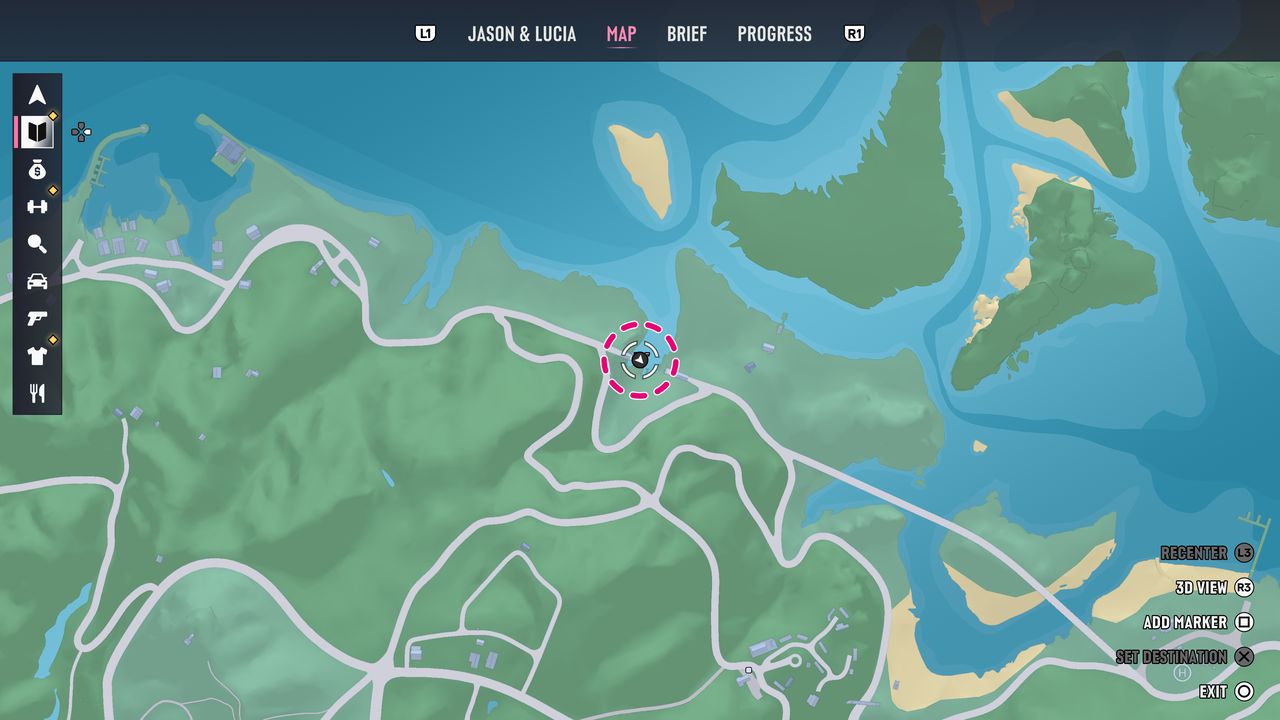 L1 JASON & LUCIA MAP BRIEF PROGRESS R1
$
RECENTER L3
3D VIEW R3
ADD MARKER
SET DESTINATION
H
EXIT